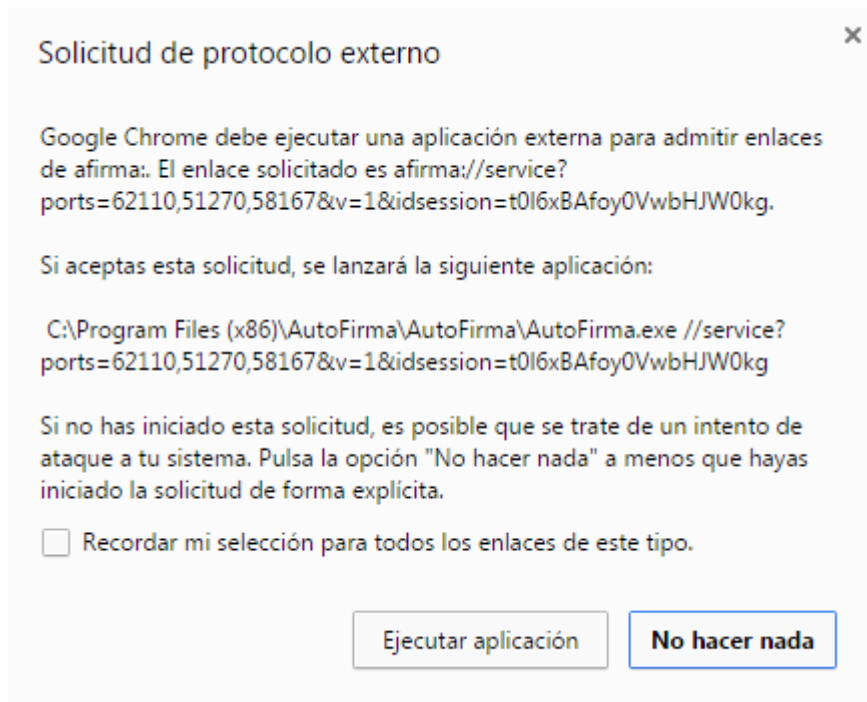 Solicitud de protocolo externo
Google Chrome debe ejecutar una aplicación externa para admitir enlaces
de afirma:. El enlace solicitado es afirma://service?
ports=62110,51270,58167&v=1&idsession=t0I6xBAfoy0VwbHJW0kg.
Si aceptas esta solicitud, se lanzará la siguiente aplicación:
C:\Program Files (x86)\AutoFirma\AutoFirma\AutoFirma.exe //service?
ports=62110,51270,58167&v=1&idsession=t0I6xBAfoy0VwbHJW0kg
Si no has iniciado esta solicitud, es posible que se trate de un intento de
ataque a tu sistema. Pulsa la opción "No hacer nada" a menos que hayas
iniciado la solicitud de forma explícita.
Recordar mi selección para todos los enlaces de este tipo.
Ejecutar aplicación No hacer nada